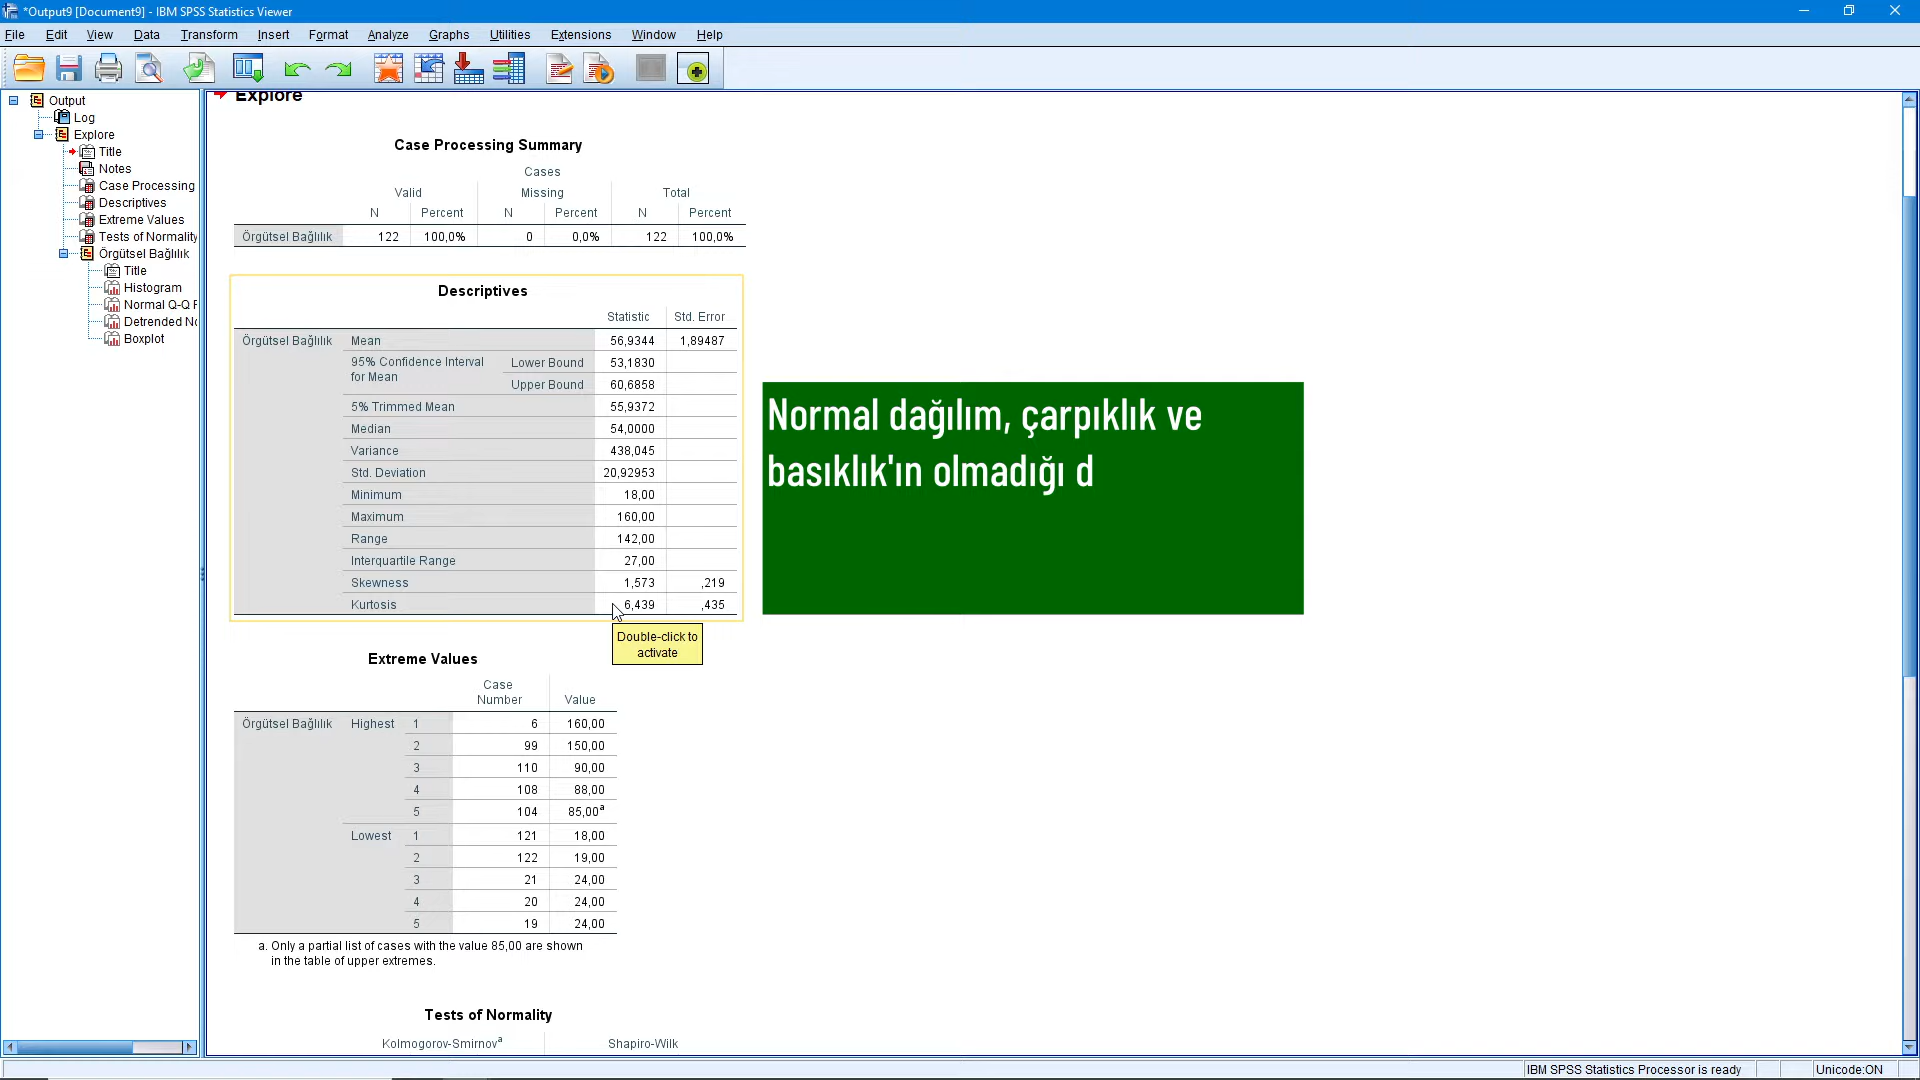 *Output9 [Document9] - IBM SPSS Statistics Viewer
File Edit View Data Transform Insert Format Analyze Graphs Utilities Extensions Window Help
Output
Log
Explore
Title
Notes
Case Processing
Descriptives
Extreme Values
Tests of Normality
Örgütsel Bağlılık
Title
Histogram
Normal Q-Q
Detrended
Boxplot
Explore
Case Processing Summary
Cases
Valid Missing Total
N Percent N Percent N Percent
Örgütsel Bağlılık 122 100,0% 0 0,0% 122 100,0%
Descriptives
Statistic Std. Error
Örgütsel Bağlılık Mean 56,9344 1,89487
95% Confidence Interval for Mean Lower Bound 53,1830
Upper Bound 60,6858
5% Trimmed Mean 55,9372
Median 54,0000
Variance 438,045
Std. Deviation 20,92953
Minimum 18,00
Maximum 160,00
Range 142,00
Interquartile Range 27,00
Skewness 1,573 ,219
Kurtosis 6,439 ,435
Double-click to
activate
Normal dağılım, çarpıklık ve
basıklık'ın olmadığı d
Extreme Values
Case
Number Value
Örgütsel Bağlılık Highest 1 6 160,00
2 99 150,00
3 110 90,00
4 108 88,00
5 104 85,00a
Lowest 1 121 18,00
2 122 19,00
3 21 24,00
4 20 24,00
5 19 24,00
a. Only a partial list of cases with the value 85,00 are shown
in the table of upper extremes.
Tests of Normality
Kolmogorov-Smirnova Shapiro-Wilk
IBM SPSS Statistics Processor is ready Unicode:ON